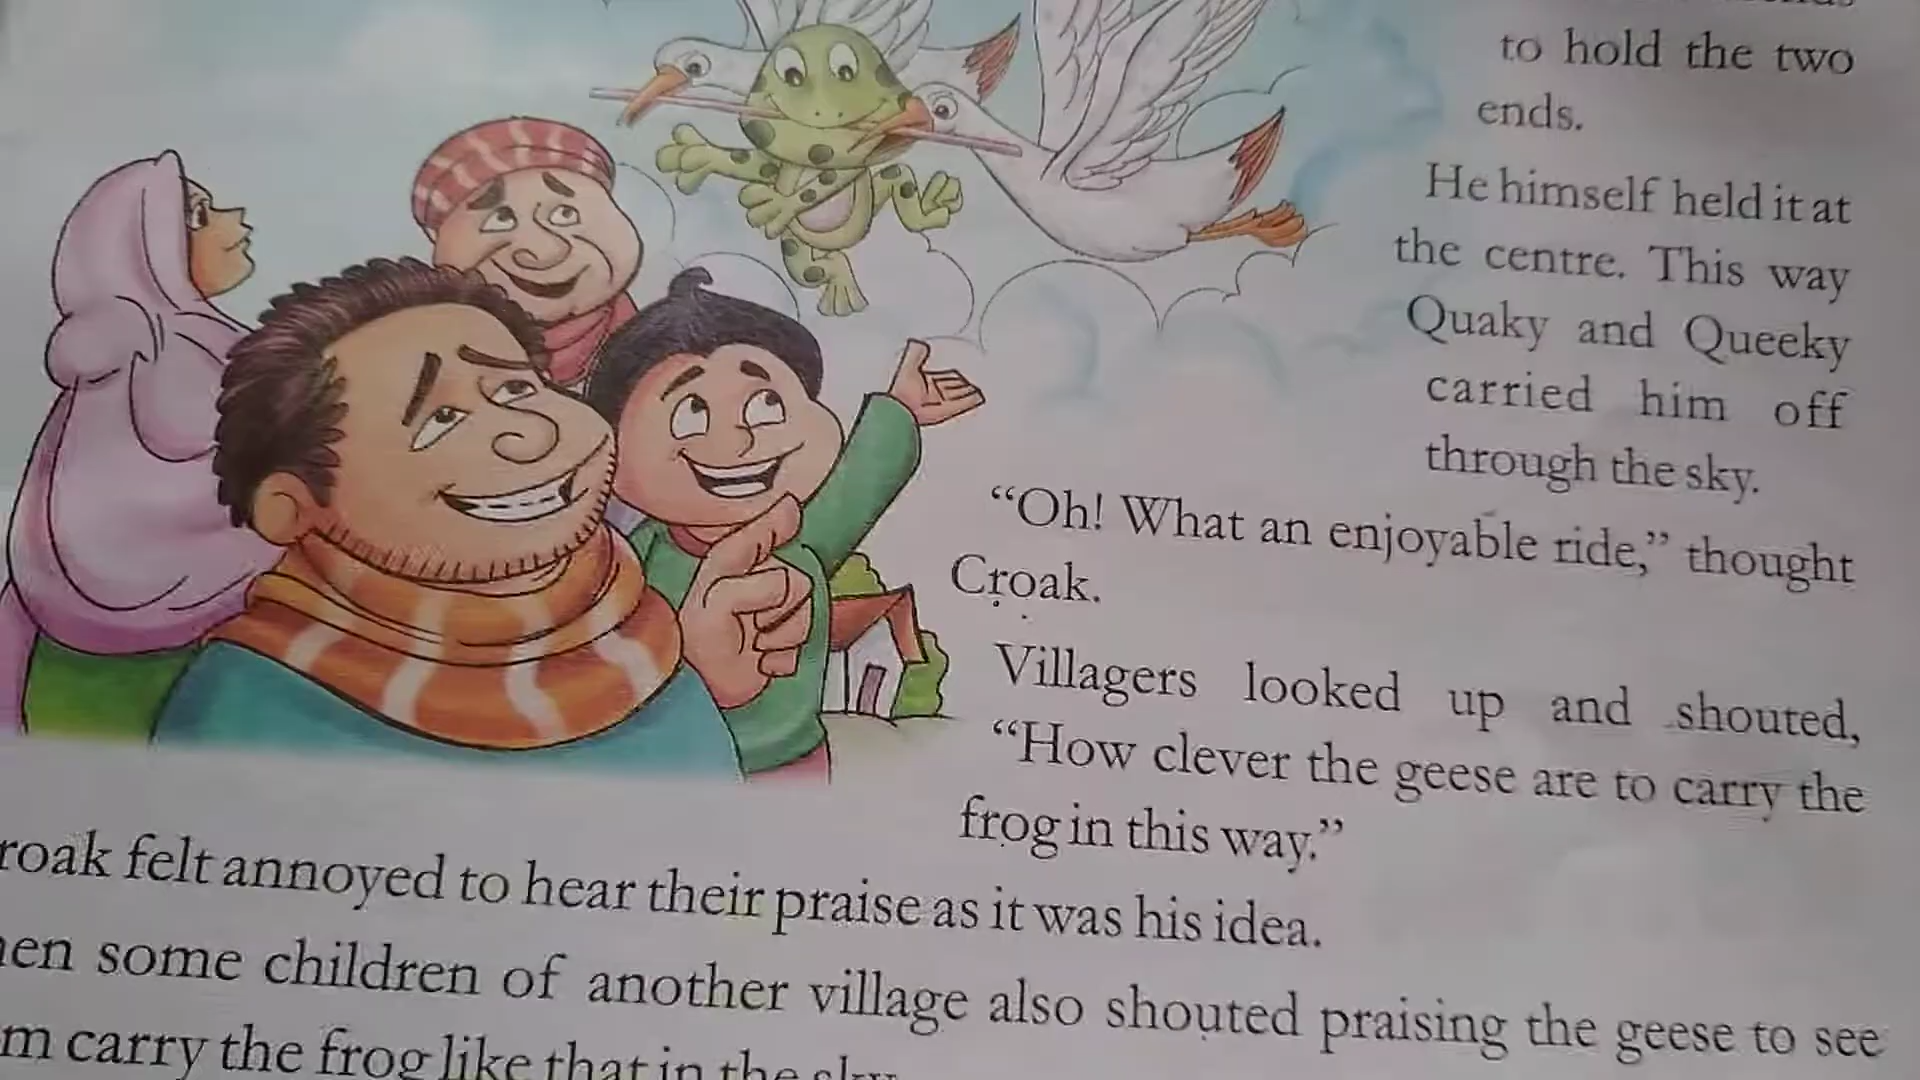 to hold the two
ends.
He himself held it at
the centre. This way
Quaky and Queeky
carried him off
through the sky.
“Oh! What an enjoyable ride,” thought
Croak.
Villagers looked up and shouted,
“How clever the geese are to carry the
frog in this way.”
roak felt annoyed to hear their praise as it was his idea.
en some children of another village also shouted praising the geese to see
m carry the frog like that in the sky